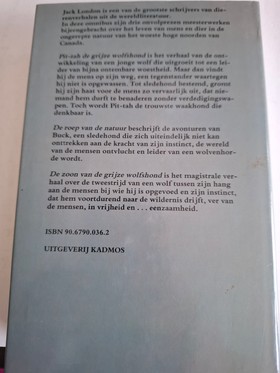 Jack London is een van de grootste schrijvers van die-
renverhalen uit de wereldliteratuur.
In deze omnibus zijn drie onvolprezen meesterwerken
bijeengebracht over het leven van mens en dier in de
ongerepte natuur van het woeste hoge noorden van
Canada.
Pit-tah de grijze wolfshond is het verhaal van de ont-
wikkeling van een jonge wolf die uitgroeit tot een lei-
der van bijna ontembare woestheid. Maar dan vindt
hij de mens op zijn weg, een tegenstander waartegen
hij niet is opgewassen. Tot sledehond bestemd, groeit
hij zijn haat voor de mens zo vervaarlijk uit, dat nie-
mand hem dorft te benaderen zonder verdedigingswa-
pen. Toch wordt Pit-tah de trouwste waakhond die
denkbaar is.
De roep van de natuur beschrijft de avonturen van
Buck, een sledehond die zich uiteindelijk niet kan
onttrekken aan de kracht van zijn instinct, de wereld
van de mensen ontvlucht en leider van een wolvenhor-
de wordt.
De zoon van de grijze wolfshond is het magistrale ver-
haal over de tweestrijd van een wolf tussen zijn hang
aan de mensen bij wie hij is opgevoed en zijn instinct,
dat hem voortdurend naar de wildernis drijft, ver van
de mensen, in vrijheid en . . . eenzaamheid.
ISBN 90.6790.036.2
UITGEVERIJ KADMOS